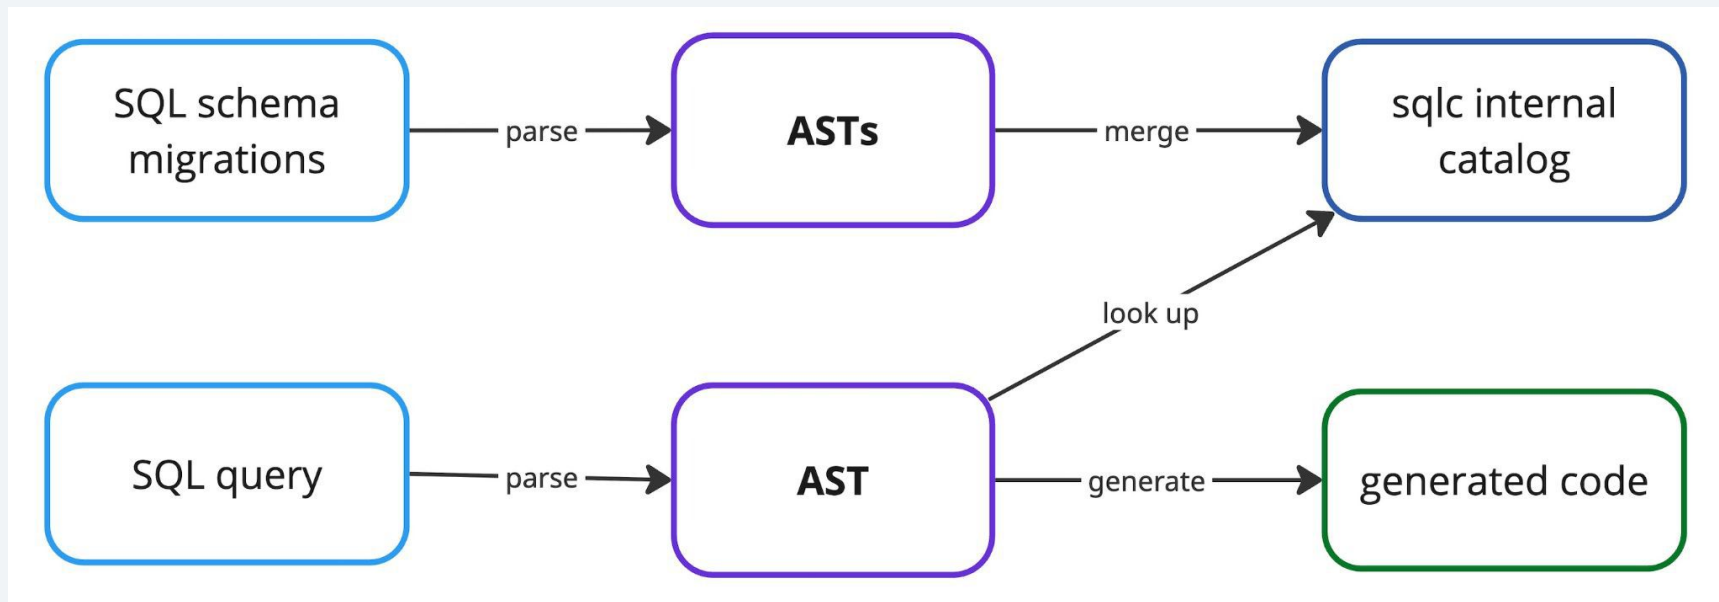 SQL schema
migrations
parse
ASTs
merge
sqlc internal
catalog
look up
SQL query
parse
AST
generate
generated code